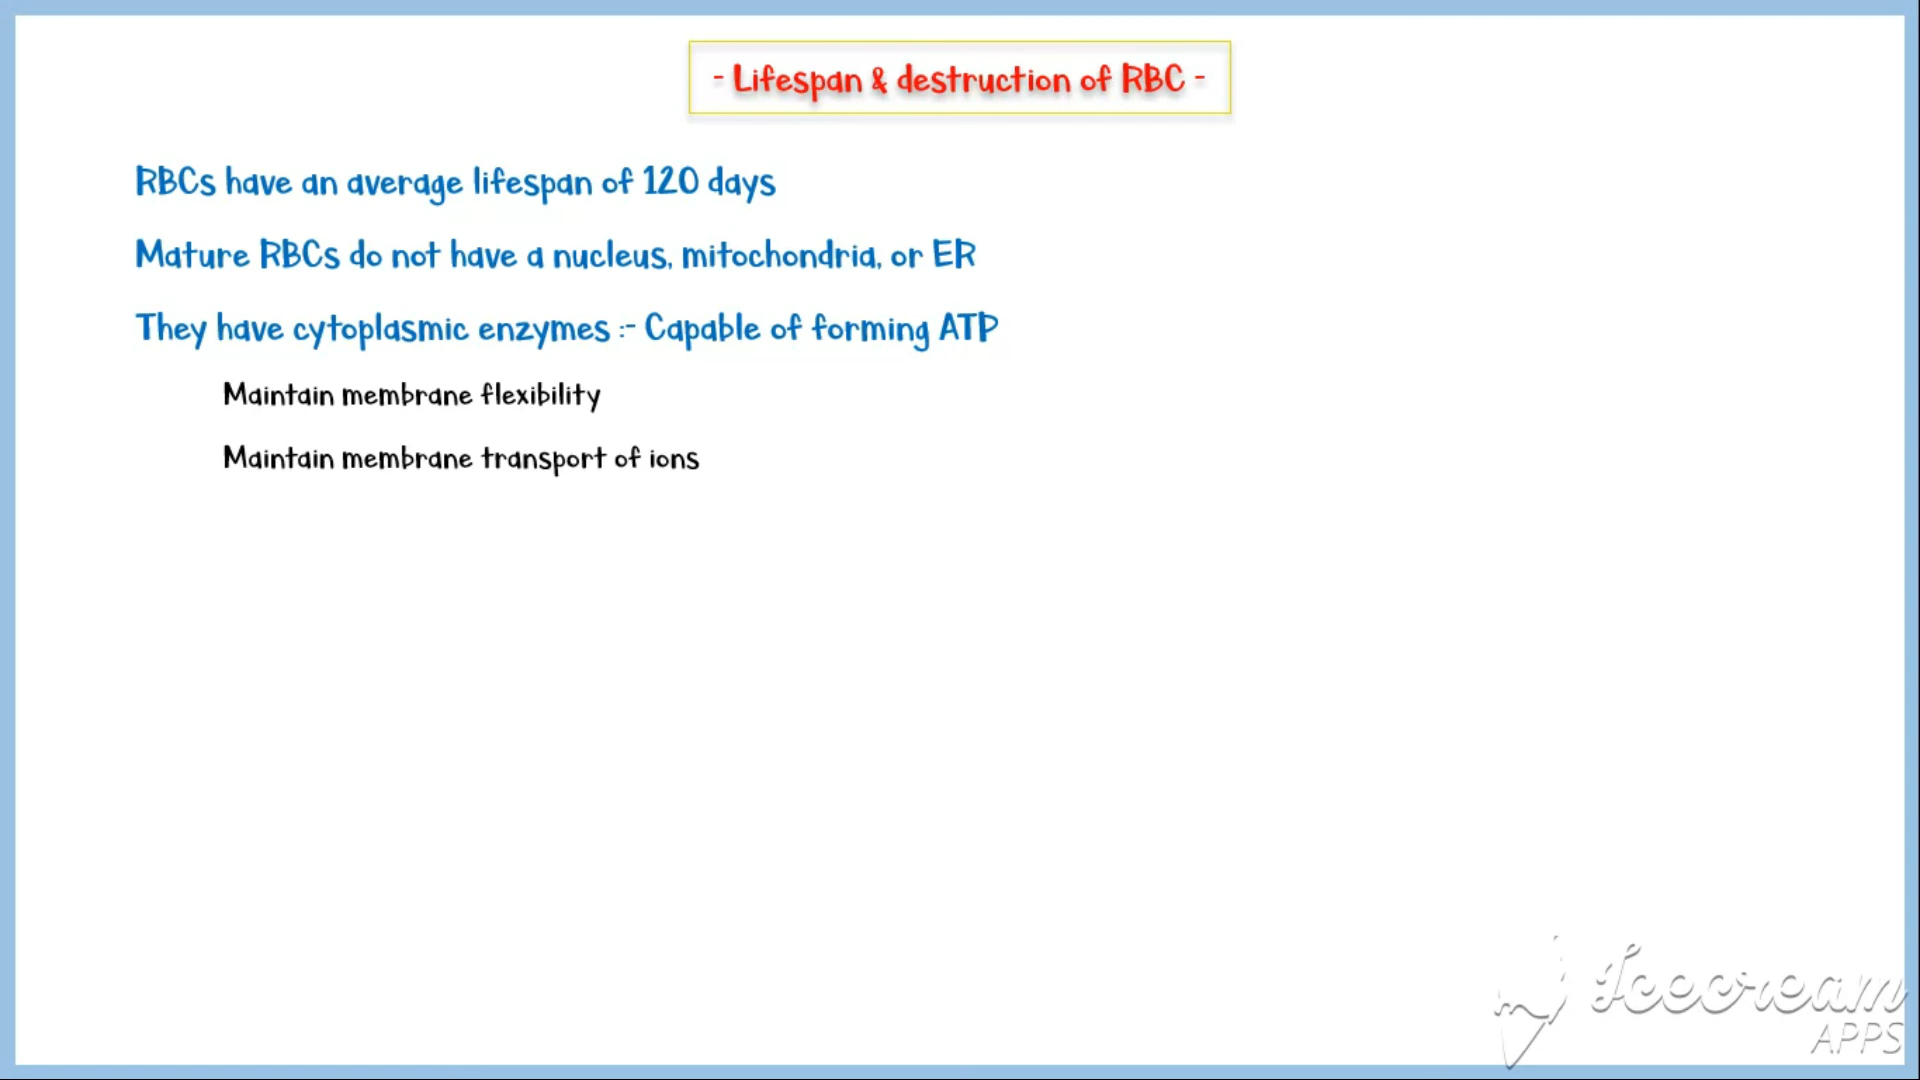 - Lifespan & destruction of RBC -
RBCs have an average lifespan of 120 days
Mature RBCs do not have a nucleus, mitochondria, or ER
They have cytoplasmic enzymes :- Capable of forming ATP
Maintain membrane flexibility
Maintain membrane transport of ions
Icecream
APPS